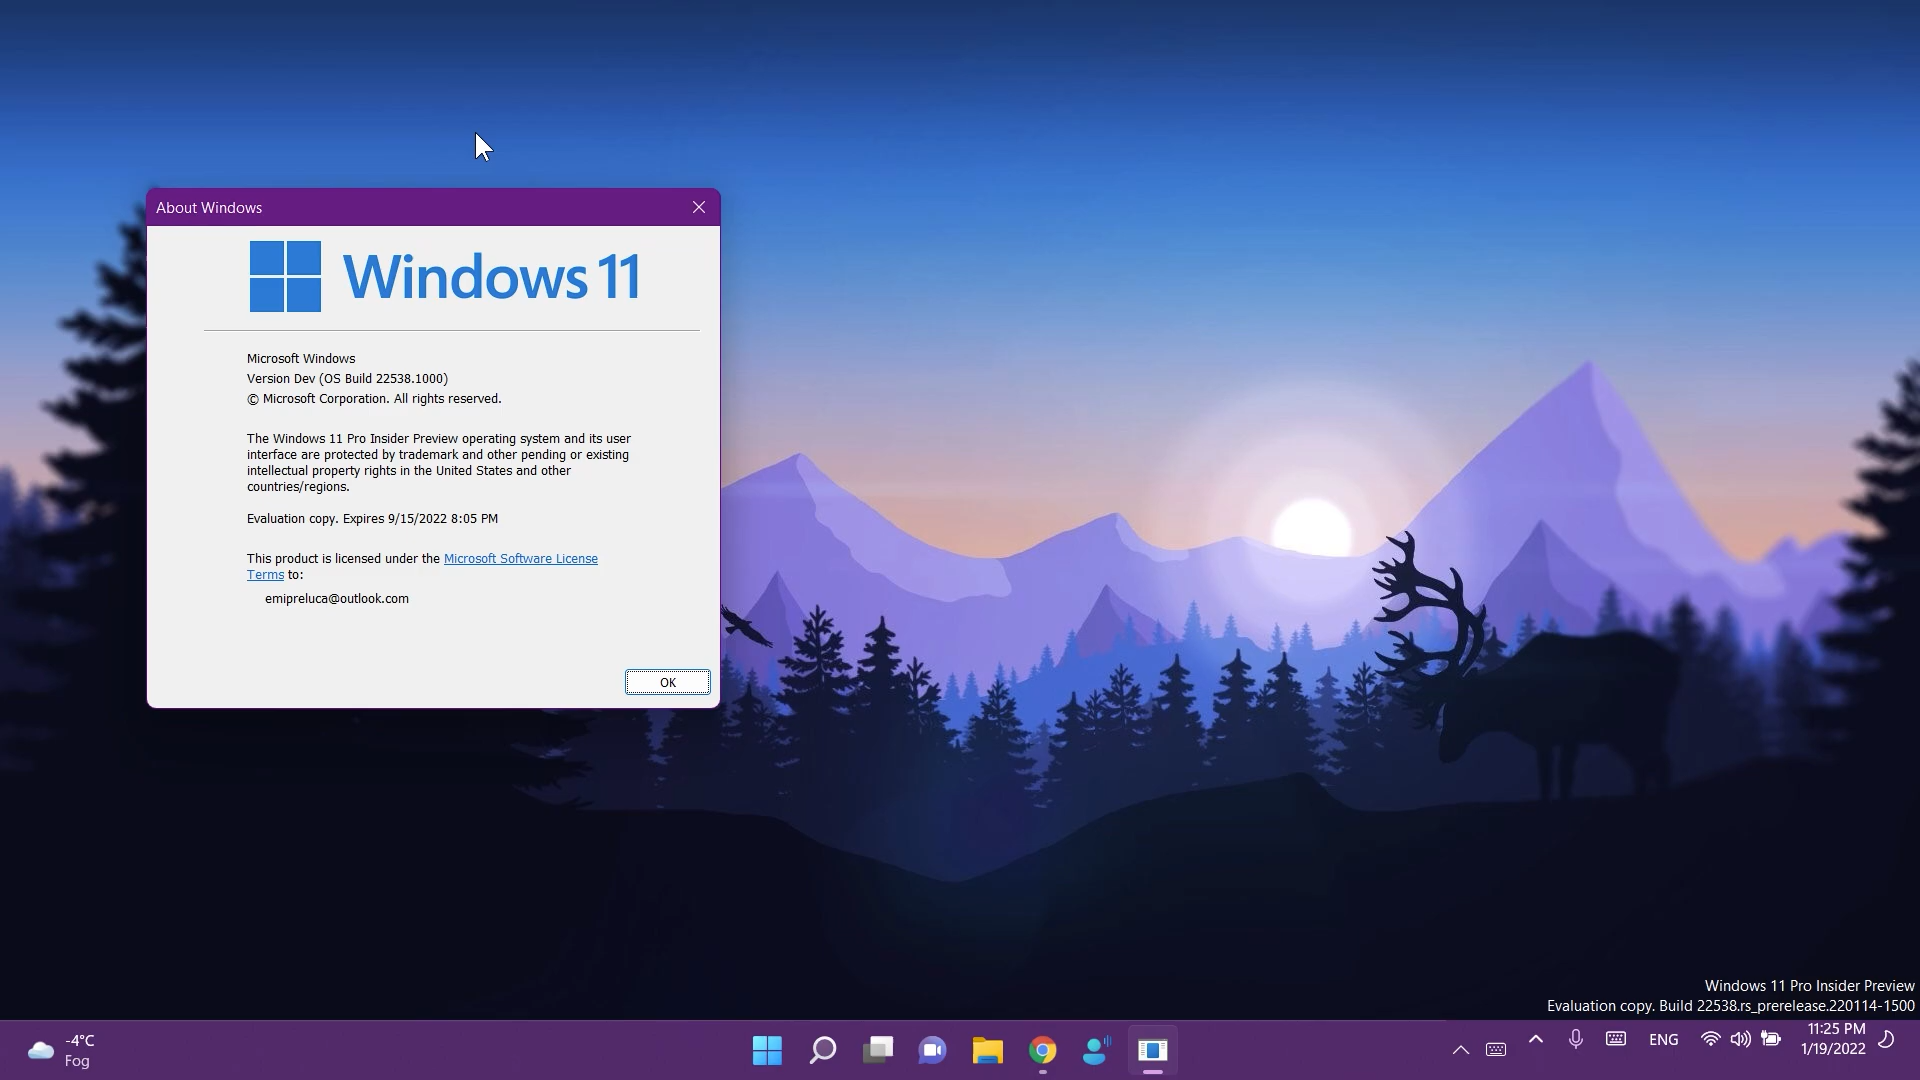 About Windows
Windows 11
Microsoft Windows
Version Dev (OS Build 22538.1000)
© Microsoft Corporation. All rights reserved.
The Windows 11 Pro Insider Preview operating system and its user
interface are protected by trademark and other pending or existing
intellectual property rights in the United States and other
countries/regions.
Evaluation copy. Expires 9/15/2022 8:05 PM
This product is licensed under the Microsoft Software License
Terms to:
emipreluca@outlook.com
OK
Windows 11 Pro Insider Preview
Evaluation copy. Build 22538.rs_prerelease.220114-1500
-4°C
Fog
ENG
11:25 PM
1/19/2022